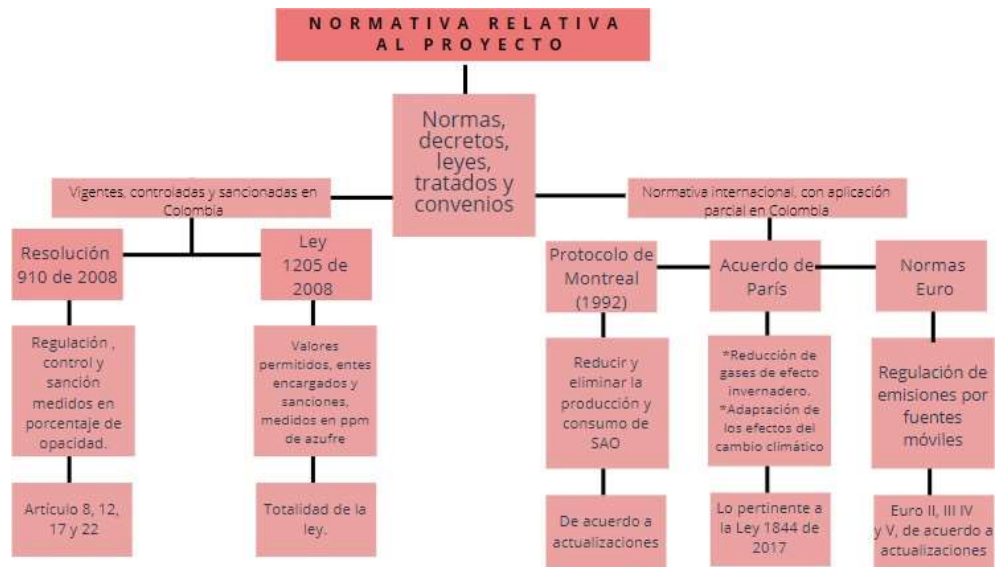 NORMATIVA RELATIVA
AL PROYECTO
Normas,
decretos,
leyes,
tratados y
convenios
Vigentes, controladas y sancionadas en
Colombia
Normativa internacional, con aplicación
parcial en Colombia
Resolución
910 de 2008
Ley
1205 de
2008
Protocolo de
Montreal
(1992)
Acuerdo de
París
Normas
Euro
Regulación ,
control y
sanción
medidos en
porcentaje de
opacidad.
Valores
permitidos, entes
encargados y
sanciones,
medidos en ppm
de azufre
Reducir y
eliminar la
producción y
consumo de
SAO
*Reducción de
gases de efecto
invernadero.
*Adaptación de
los efectos del
cambio climático
Regulación de
emisiones por
fuentes
móviles
Artículo 8, 12,
17 y 22
Totalidad de la
ley.
De acuerdo a
actualizaciones
Lo pertinente a
la Ley 1844 de
2017
Euro II, III IV
y V, de acuerdo a
actualizaciones